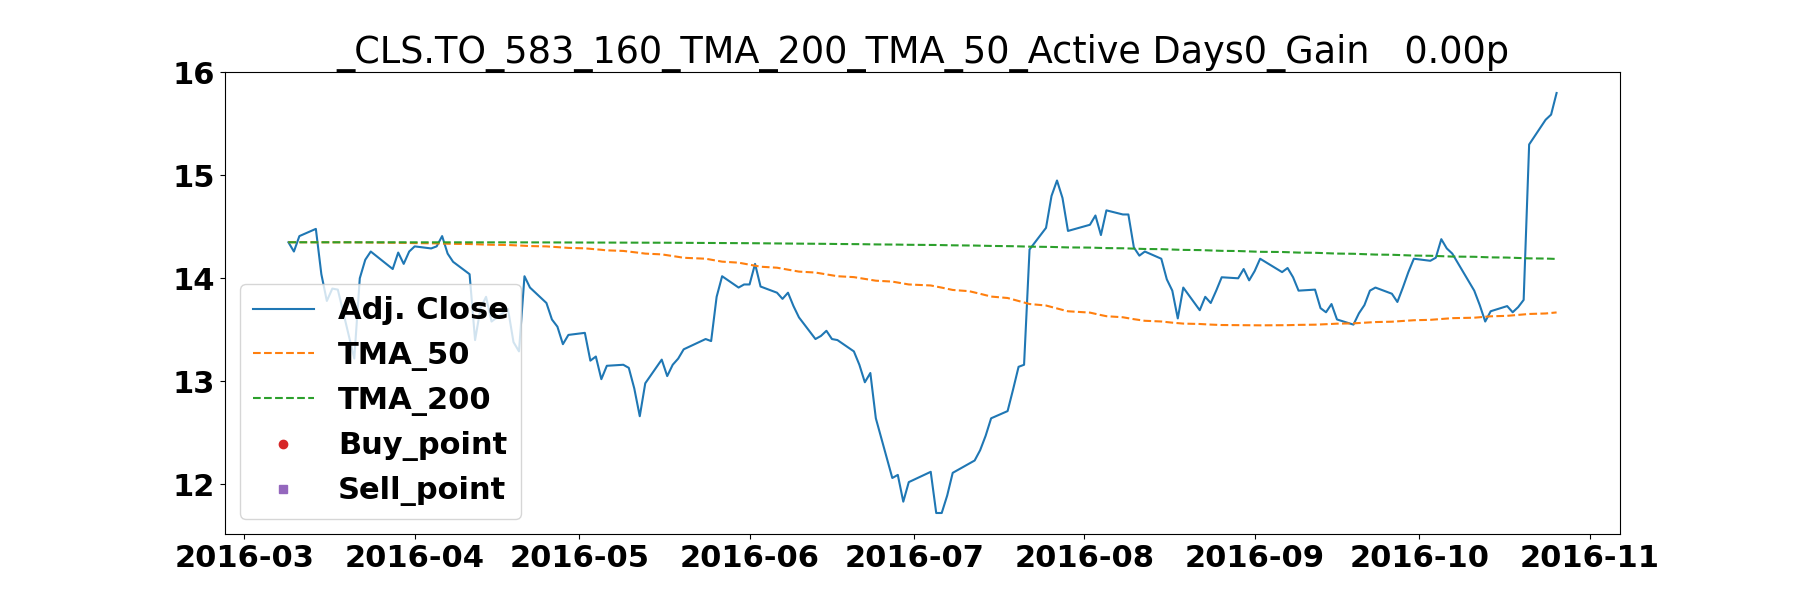 _CLS.TO_583_160_TMA_200_TMA_50_Active Days0_Gain   0.00p
16
15
14
13
12
Adj. Close
TMA_50
TMA_200
Buy_point
Sell_point
2016-03 2016-04 2016-05 2016-06 2016-07 2016-08 2016-09 2016-10 2016-11